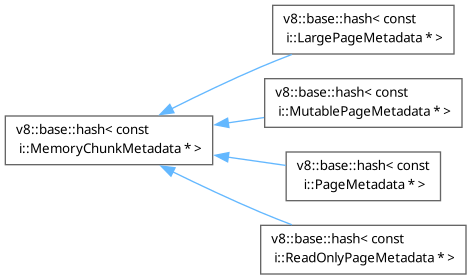 v8::base::hash< const
i::LargePageMetadata * >
v8::base::hash< const
i::MutablePageMetadata * >
v8::base::hash< const
i::MemoryChunkMetadata * >
v8::base::hash< const
i::PageMetadata * >
v8::base::hash< const
i::ReadOnlyPageMetadata * >